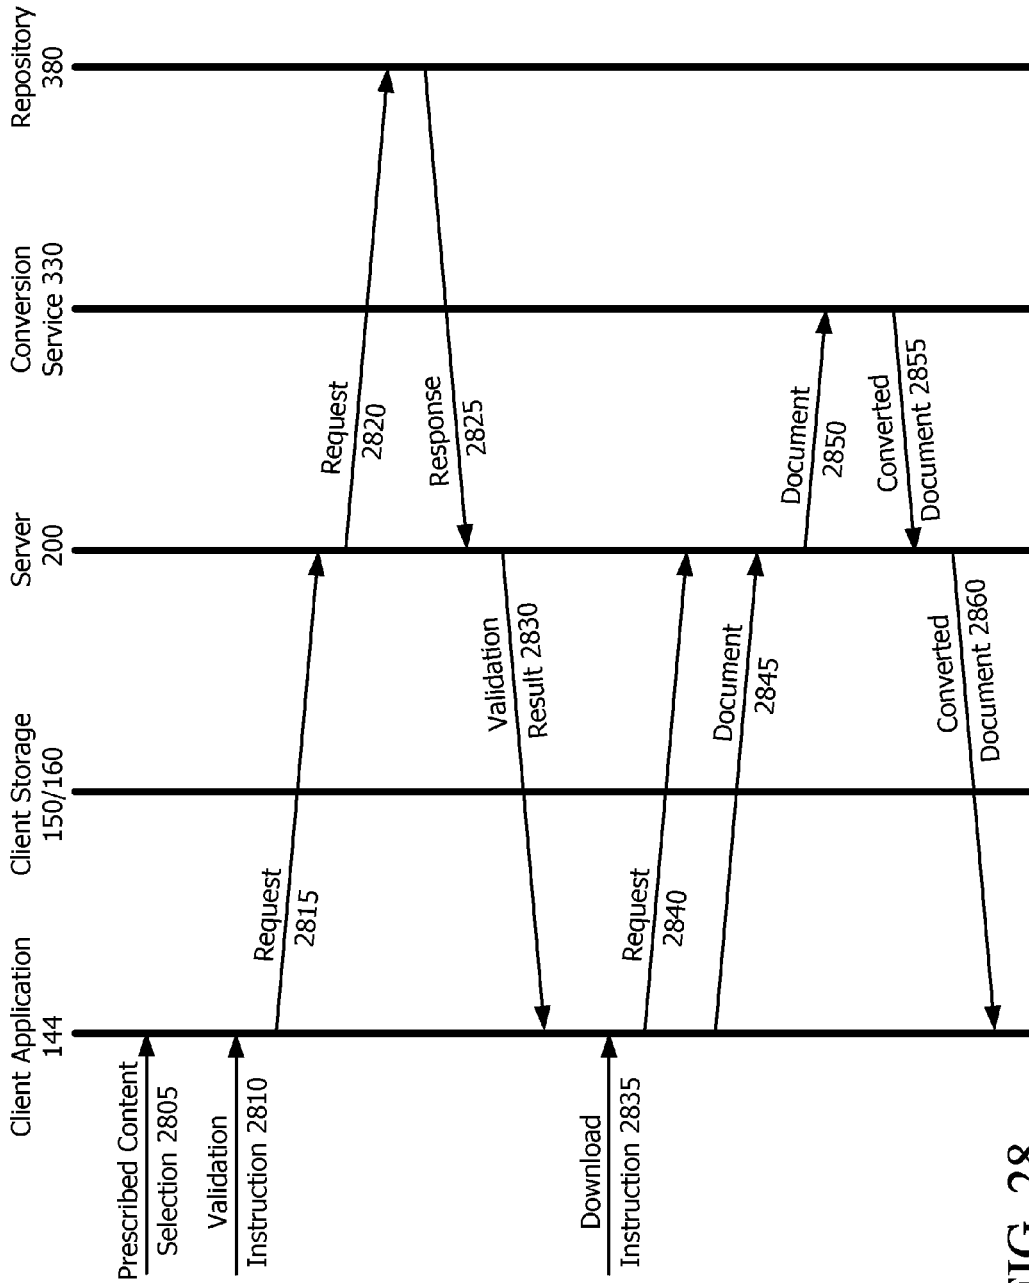 Client Application
144
Client Storage
150/160
Server
200
Conversion
Service 330
Repository
380
Prescribed Content
Selection 2805
Validation
Instruction 2810
Request
2815
Request
2820
Response
2825
Validation
Result 2830
Download
Instruction 2835
Request
2840
Document
2845
Document
2850
Converted
Document 2855
Converted
Document 2860
FIG. 28